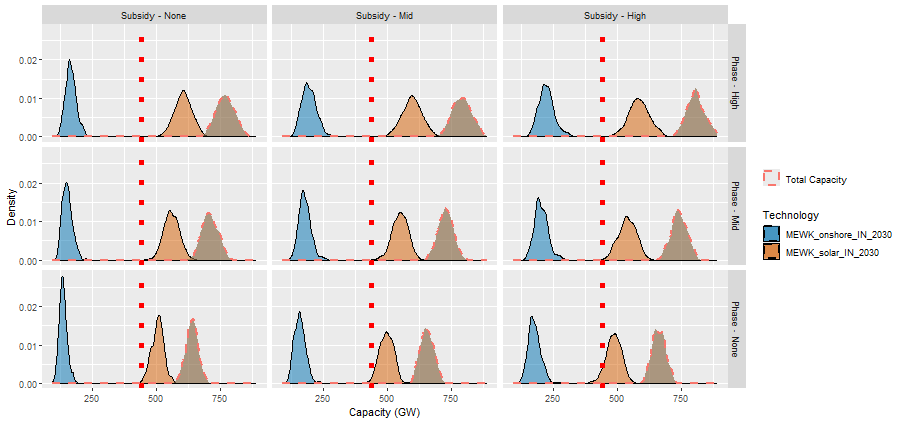 Subsidy - None
Subsidy - Mid
Subsidy - High
0.02
0.01
0.00
Phase - High
0.02
0.01
0.00
Phase - Mid
0.02
0.01
0.00
Phase - None
250
500
750
250
500
750
250
500
750
Capacity (GW)
Density
Total Capacity
Technology
MEWK_onshore_IN_2030
MEWK_solar_IN_2030